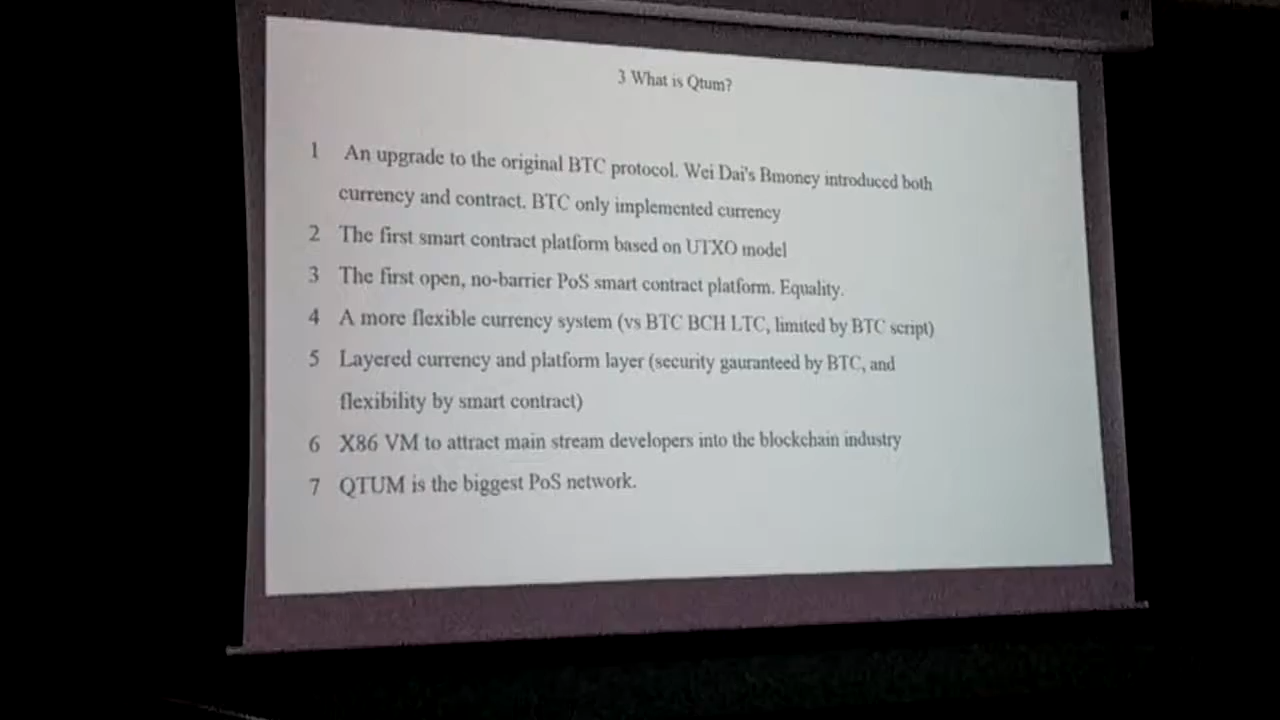 3 What is Qtum?
1 An upgrade to the original BTC protocol. Wei Dai's Bmoney introduced both
currency and contract. BTC only implemented currency
2 The first smart contract platform based on UTXO model
3 The first open, no-barrier PoS smart contract platform. Equality.
4 A more flexible currency system (vs BTC BCH LTC, limited by BTC script)
5 Layered currency and platform layer (security gauranteed by BTC, and
flexibility by smart contract)
6 X86 VM to attract main stream developers into the blockchain industry
7 QTUM is the biggest PoS network.